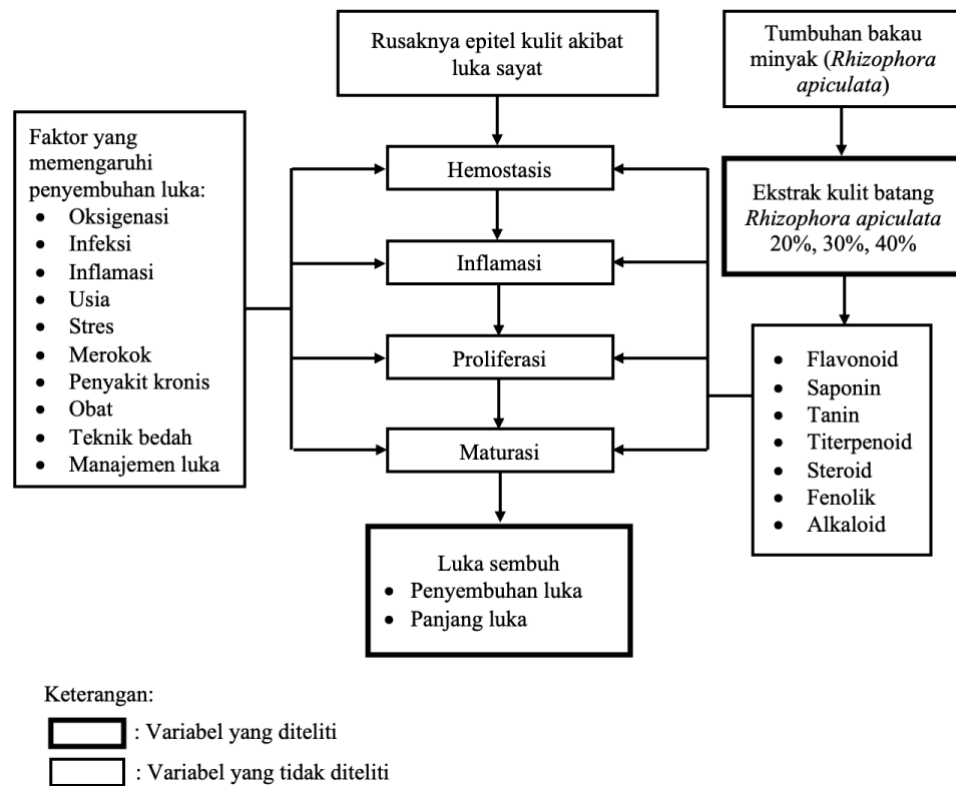 Rusaknya epitel kulit akibat
luka sayat
Tumbuhan bakau
minyak (Rhizophora
apiculata)
Faktor yang
memengaruhi
penyembuhan luka:
• Oksigenasi
• Infeksi
• Inflamasi
• Usia
• Stres
• Merokok
• Penyakit kronis
• Obat
• Teknik bedah
• Manajemen luka
Hemostasis
Inflamasi
Proliferasi
Maturasi
Ekstrak kulit batang
Rhizophora apiculata
20%, 30%, 40%
• Flavonoid
• Saponin
• Tanin
• Titerpenoid
• Steroid
• Fenolik
• Alkaloid
Luka sembuh
• Penyembuhan luka
• Panjang luka
Keterangan:
: Variabel yang diteliti
: Variabel yang tidak diteliti